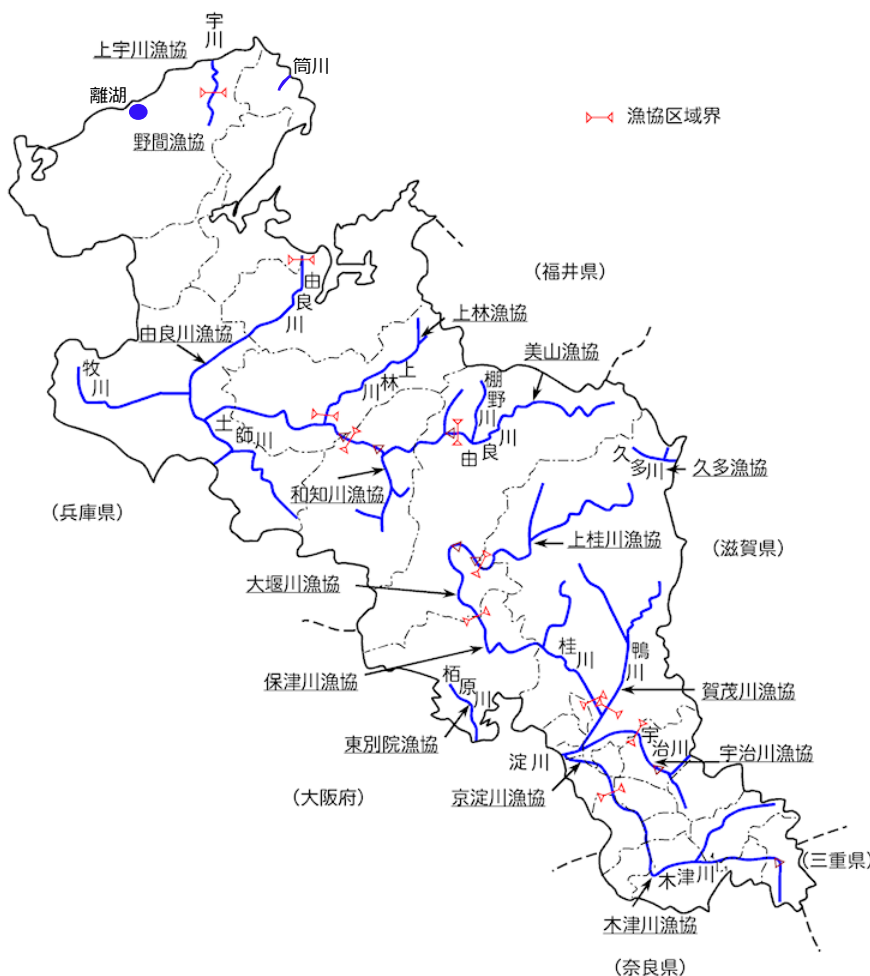 宇川
上宇川漁協
筒川
離湖
野間漁協
漁協区域界
(福井県)
由良川
上林漁協
由良川漁協
美山漁協
牧川
上林川
棚野川
土師川
由良川
久多川
久多漁協
和知川漁協
(兵庫県)
上桂川漁協
(滋賀県)
大堰川漁協
桂川
鴨川
保津川漁協
栢原川
賀茂川漁協
東別院漁協
宇治川
宇治川漁協
淀川
京淀川漁協
(大阪府)
(三重県)
木津川
木津川漁協
(奈良県)